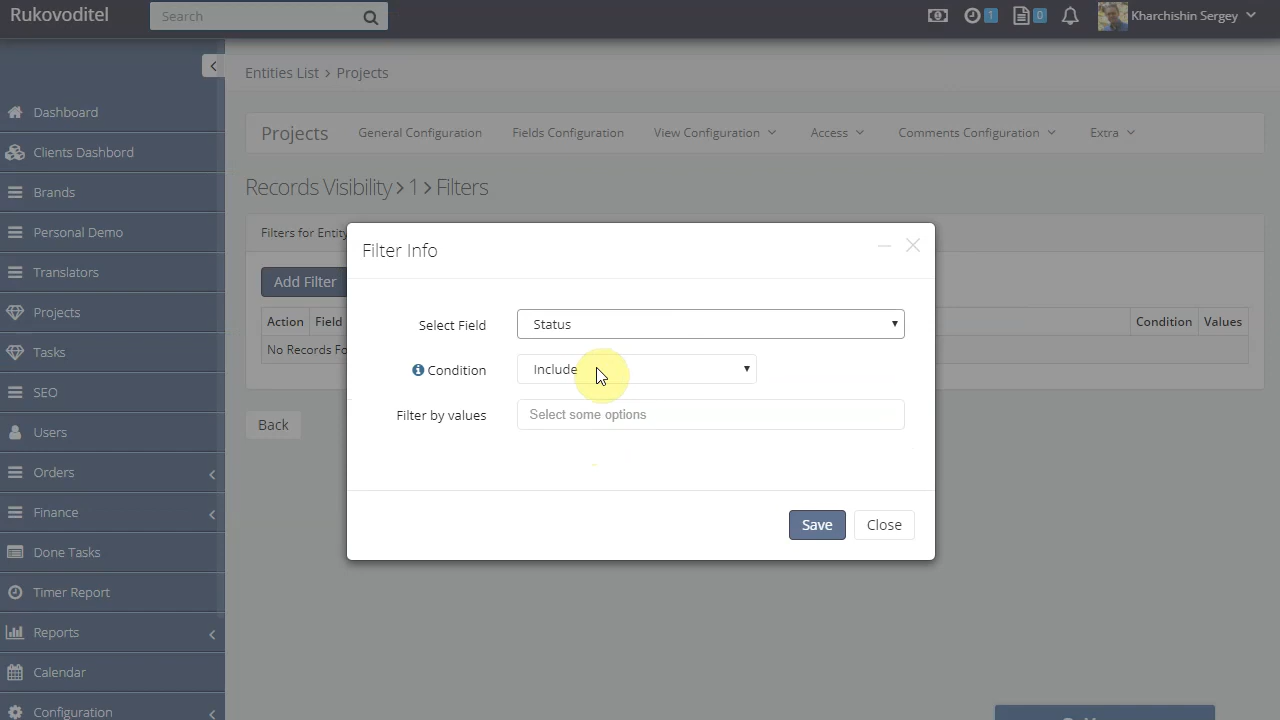 Rukovoditel
Search
1
0
Kharchishin Sergey
Dashboard
Clients Dashbord
Brands
Personal Demo
Translators
Projects
Tasks
SEO
Users
Orders
Finance
Done Tasks
Timer Report
Reports
Calendar
Configuration
Entities List > Projects
Projects General Configuration Fields Configuration View Configuration Access Comments Configuration Extra
Records Visibility > 1 > Filters
Filters for Entity
Add Filter
Action Field Condition Values
No Records Fo
Back
Filter Info
Select Field Status
Condition Include
Filter by values Select some options
Save Close